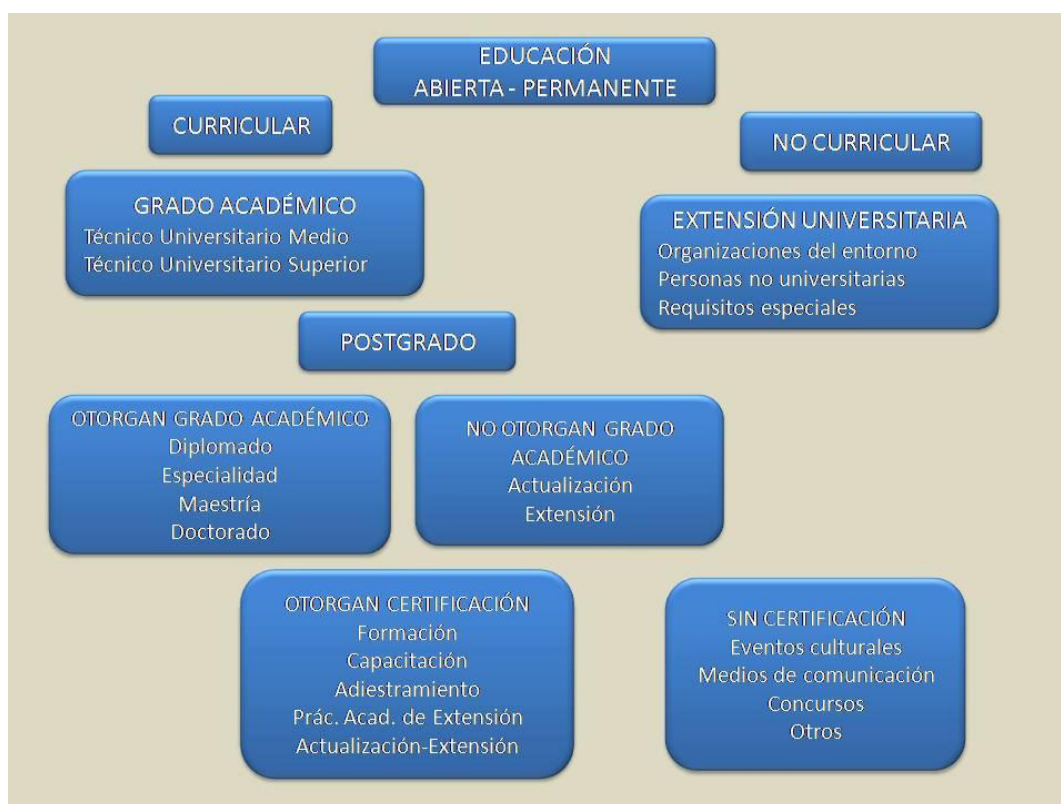 EDUCACIÓN
ABIERTA - PERMANENTE
CURRICULAR
NO CURRICULAR
GRADO ACADÉMICO
Técnico Universitario Medio
Técnico Universitario Superior
EXTENSIÓN UNIVERSITARIA
Organizaciones del entorno
Personas no universitarias
Requisitos especiales
POSTGRADO
OTORGAN GRADO ACADÉMICO
Diplomado
Especialidad
Maestría
Doctorado
NO OTORGAN GRADO
ACADÉMICO
Actualización
Extensión
OTORGAN CERTIFICACIÓN
Formación
Capacitación
Adiestramiento
Prác. Acad. de Extensión
Actualización-Extensión
SIN CERTIFICACIÓN
Eventos culturales
Medios de comunicación
Concursos
Otros